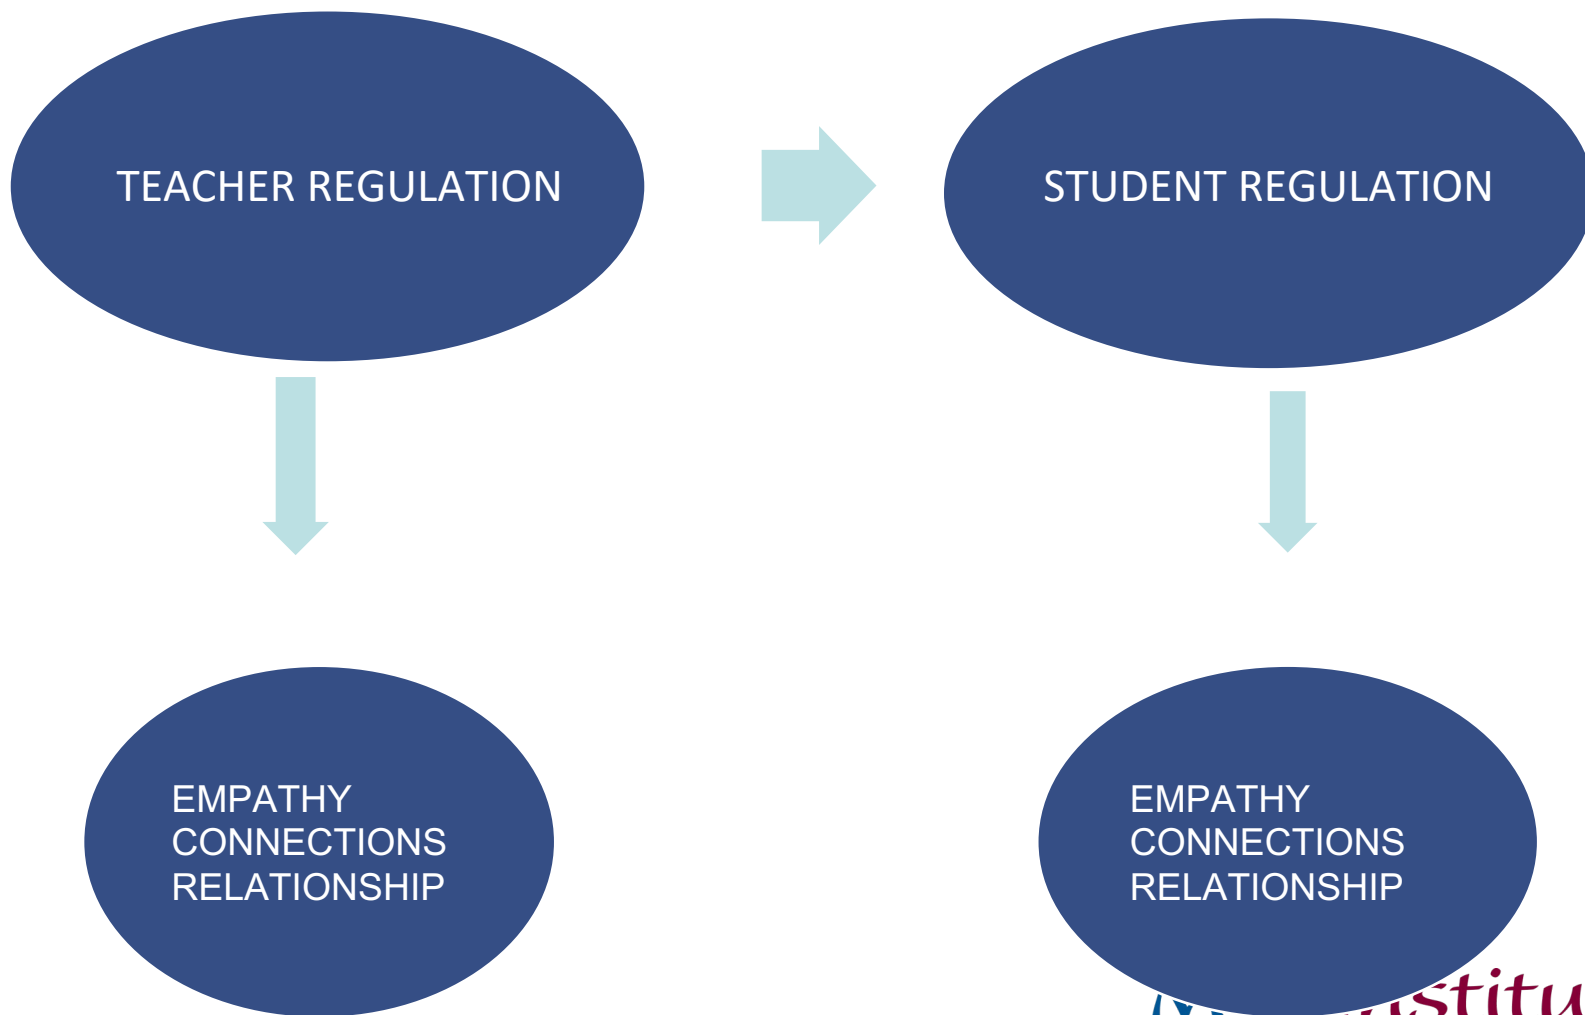 TEACHER REGULATION
STUDENT REGULATION
EMPATHY
CONNECTIONS
RELATIONSHIP
EMPATHY
CONNECTIONS
RELATIONSHIP